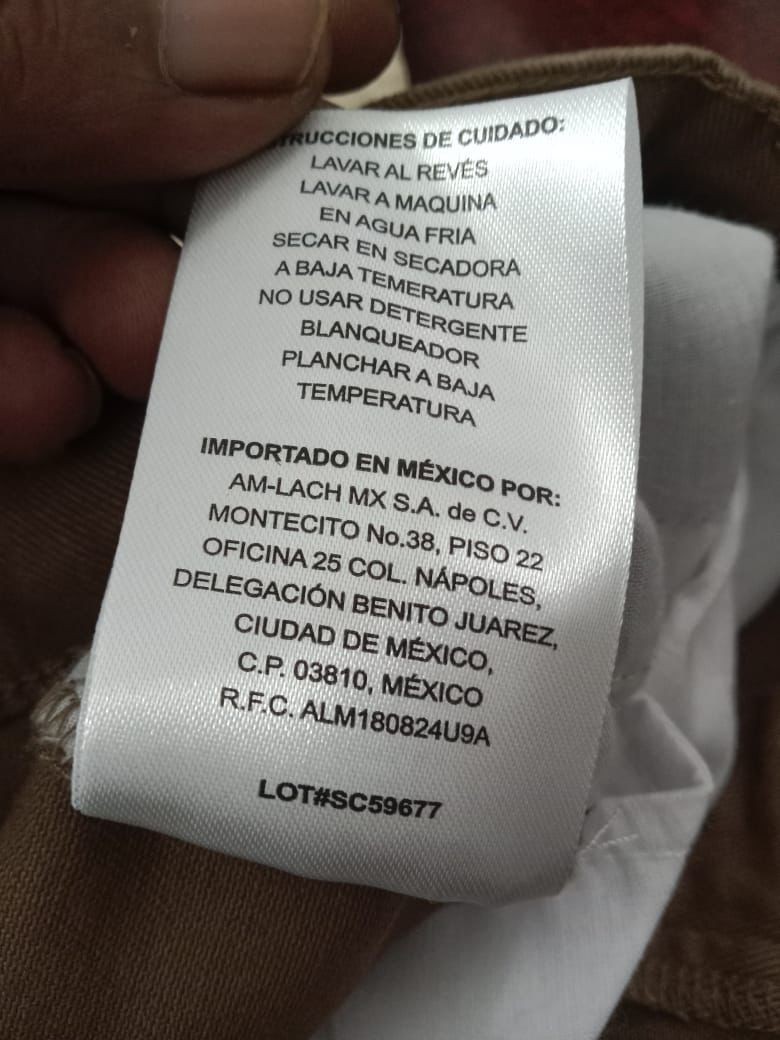 TRUCCIONES DE CUIDADO:
LAVAR AL REVÉS
LAVAR A MAQUINA
EN AGUA FRIA
SECAR EN SECADORA
A BAJA TEMERATURA
NO USAR DETERGENTE
BLANQUEADOR
PLANCHAR A BAJA
TEMPERATURA
IMPORTADO EN MÉXICO POR:
AM-LACH MX S.A. de C.V.
MONTECITO No.38, PISO 22
OFICINA 25 COL. NÁPOLES,
DELEGACIÓN BENITO JUAREZ,
CIUDAD DE MÉXICO,
C.P. 03810, MÉXICO
R.F.C. ALM180824U9A
LOT#SC59677